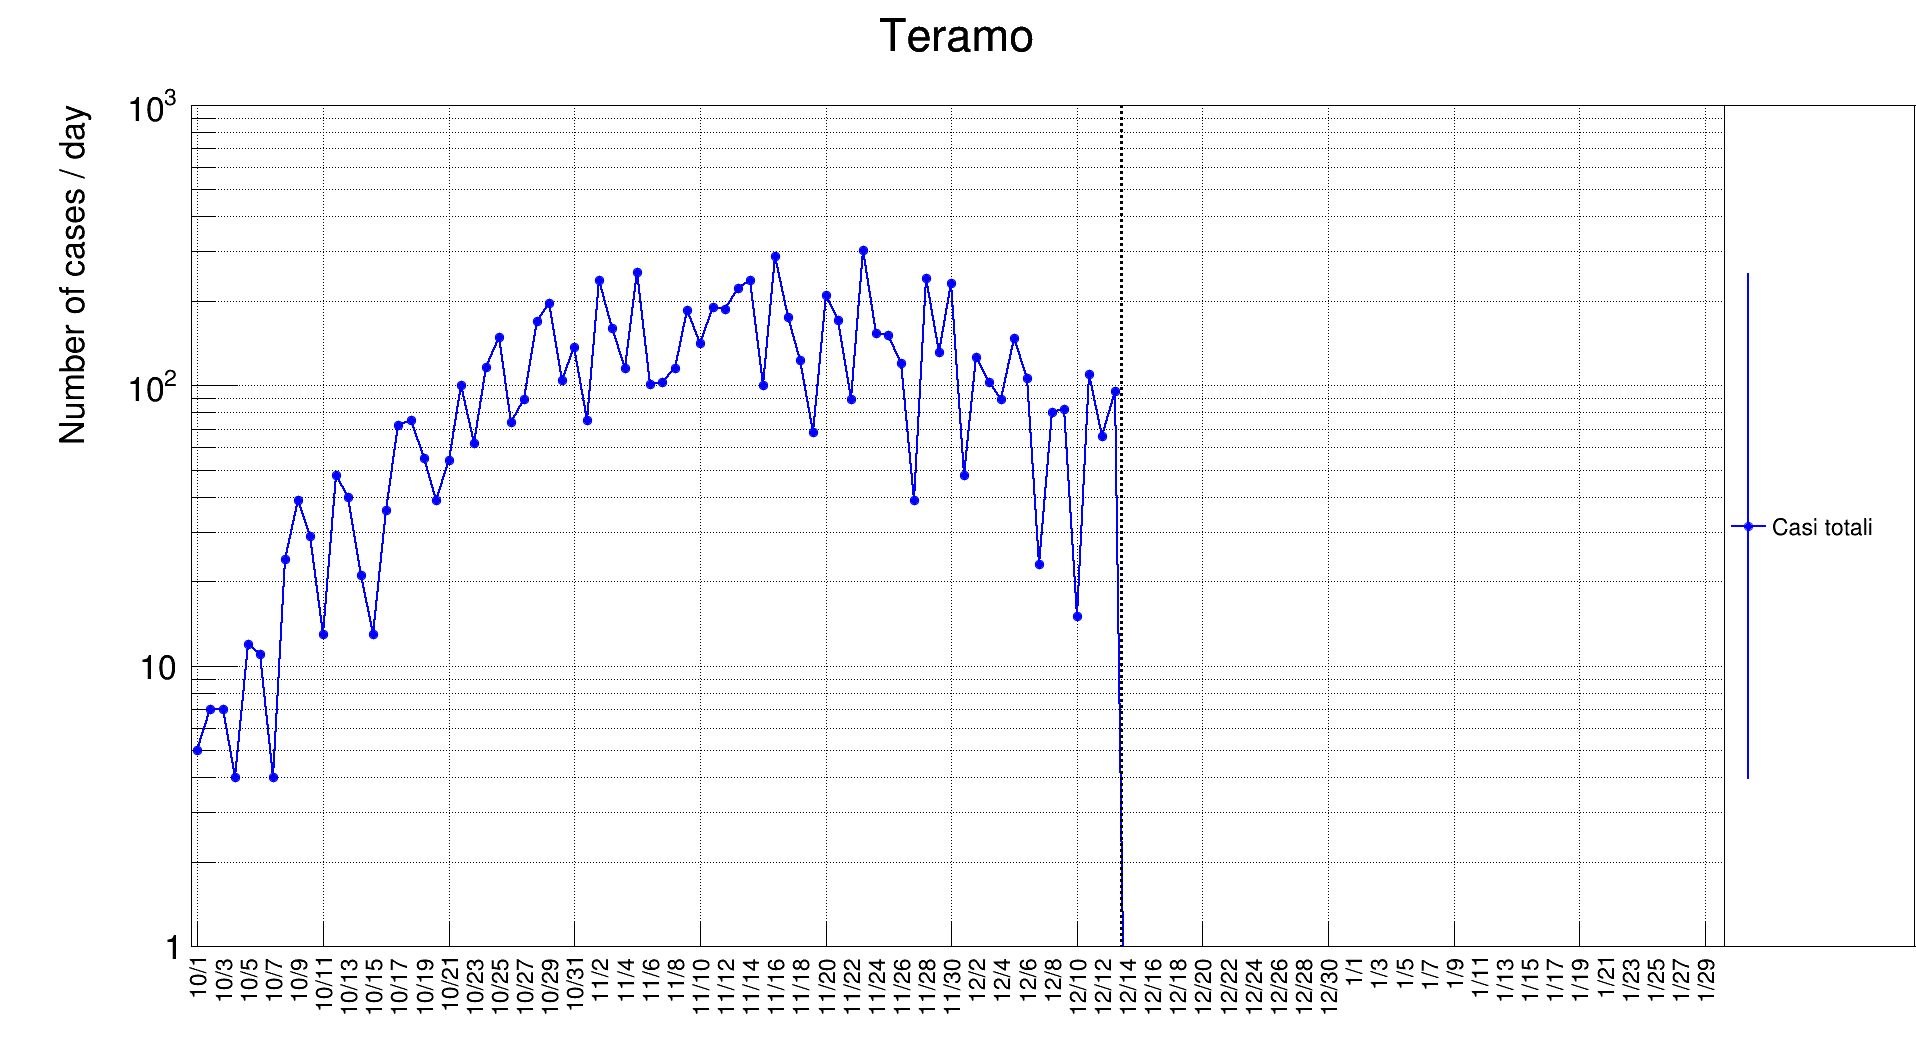 Teramo
Number of cases / day
10³
10²
10
1
10/1 10/3 10/5 10/7 10/9 10/11 10/13 10/15 10/17 10/19 10/21 10/23 10/25 10/27 10/29 10/31 11/2 11/4 11/6 11/8 11/10 11/12 11/14 11/16 11/18 11/20 11/22 11/24 11/26 11/28 11/30 12/2 12/4 12/6 12/8 12/10 12/12 12/14 12/16 12/18 12/20 12/22 12/24 12/26 12/28 12/30 1/1 1/3 1/5 1/7 1/9 1/11 1/13 1/15 1/17 1/19 1/21 1/23 1/25 1/27 1/29
Casi totali